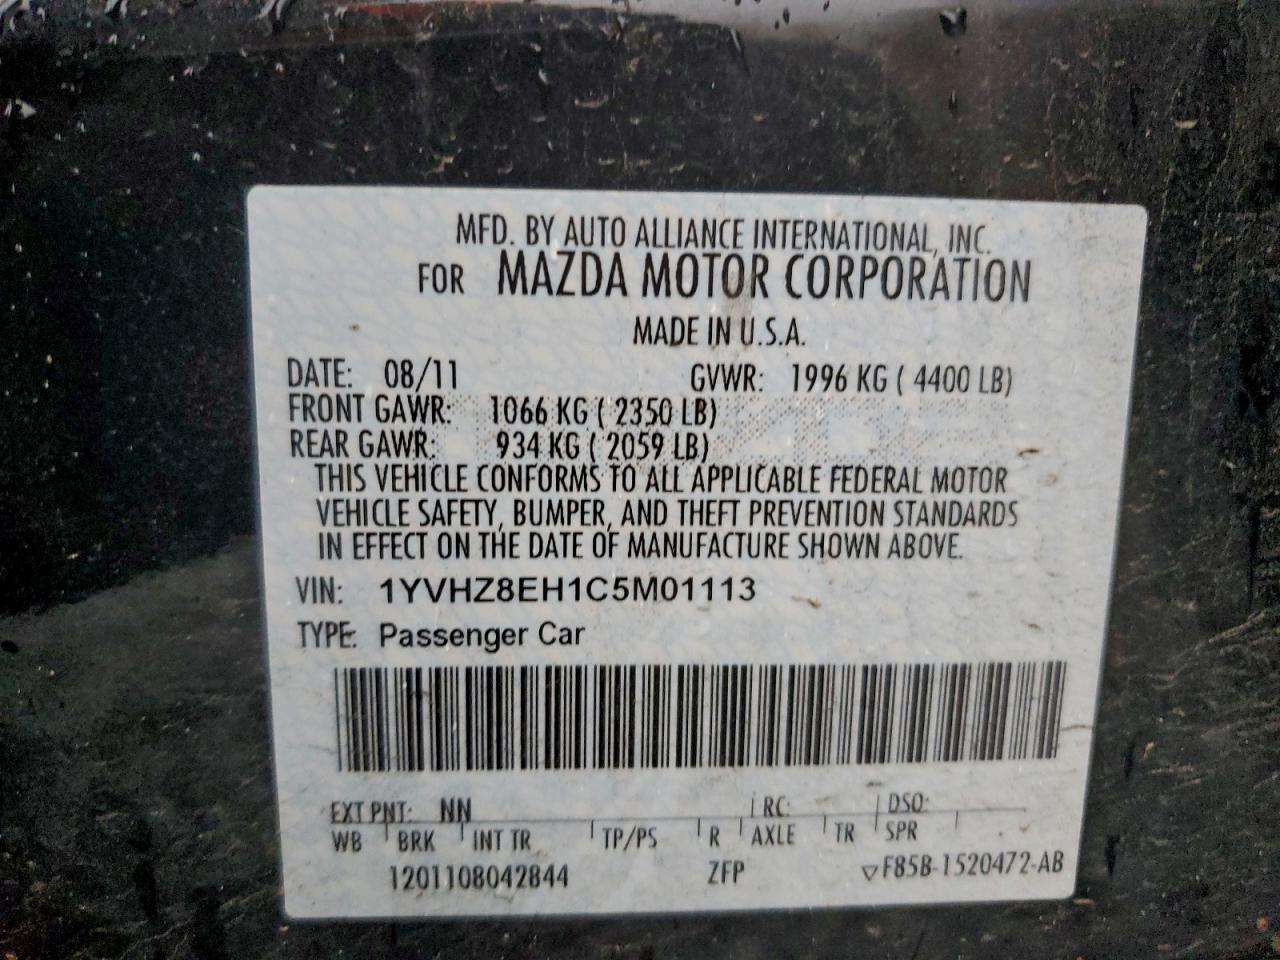 MFD. BY AUTO ALLIANCE INTERNATIONAL, INC.
FOR MAZDA MOTOR CORPORATION
MADE IN U.S.A.
DATE: 08/11 GVWR: 1996 KG ( 4400 LB)
FRONT GAWR: 1066 KG ( 2350 LB)
REAR GAWR: 934 KG ( 2059 LB)
THIS VEHICLE CONFORMS TO ALL APPLICABLE FEDERAL MOTOR
VEHICLE SAFETY, BUMPER, AND THEFT PREVENTION STANDARDS
IN EFFECT ON THE DATE OF MANUFACTURE SHOWN ABOVE.
VIN: 1YVHZ8EH1C5M01113
TYPE: Passenger Car
EXT PNT: NN RC: DSO:
WB BRK INT TR TP/PS R AXLE TR SPR
1201108042844 ZFP ▽F85B-1520472-AB